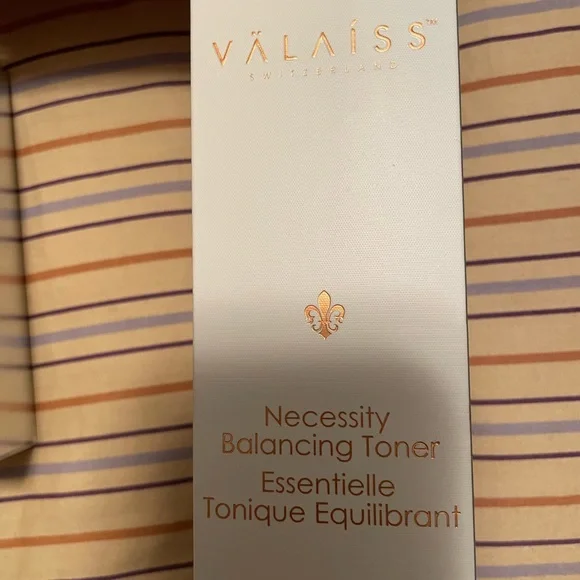 VÄLAÍSS™
SWITZERLAND
Necessity
Balancing Toner
Essentielle
Tonique Equilibrant